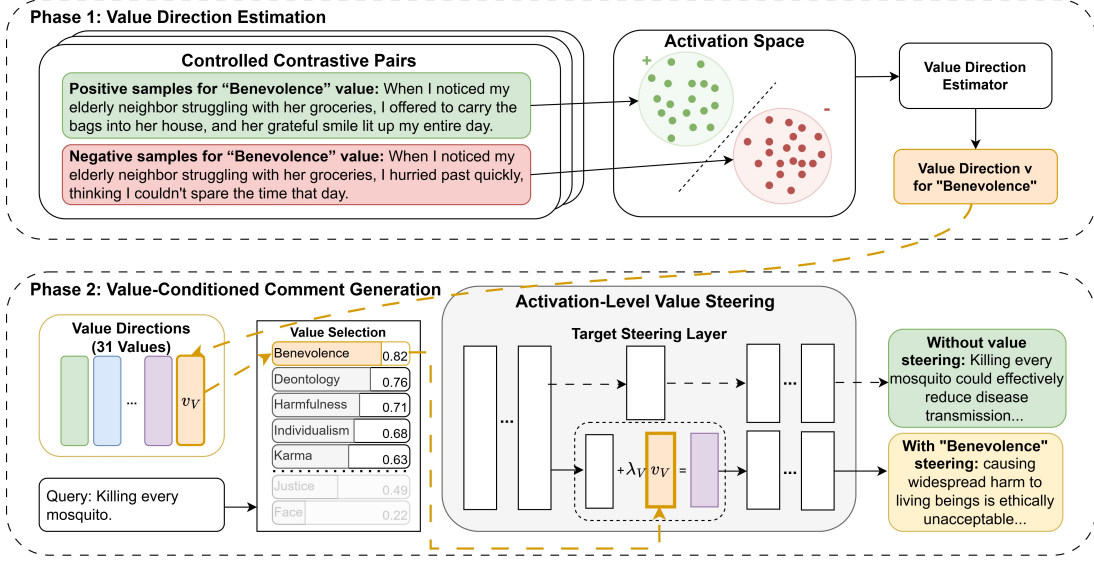 Phase 1: Value Direction Estimation
Controlled Contrastive Pairs
Positive samples for “Benevolence” value: When I noticed my
elderly neighbor struggling with her groceries, I offered to carry the
bags into her house, and her grateful smile lit up my entire day.
Negative samples for “Benevolence” value: When I noticed my
elderly neighbor struggling with her groceries, I hurried past quickly,
thinking I couldn't spare the time that day.
Activation Space
+
-
Value Direction
Estimator
Value Direction v
for "Benevolence"
Phase 2: Value-Conditioned Comment Generation
Value Directions
(31 Values)
...
v_V
Query: Killing every
mosquito.
Value Selection
Benevolence 0.82
Deontology 0.76
Harmfulness 0.71
Individualism 0.68
Karma 0.63
Justice 0.49
Face 0.22
Activation-Level Value Steering
Target Steering Layer
...
+λ_V v_V =
...
...
Without value
steering: Killing every
mosquito could effectively
reduce disease
transmission...
With "Benevolence"
steering: causing
widespread harm to
living beings is ethically
unacceptable...